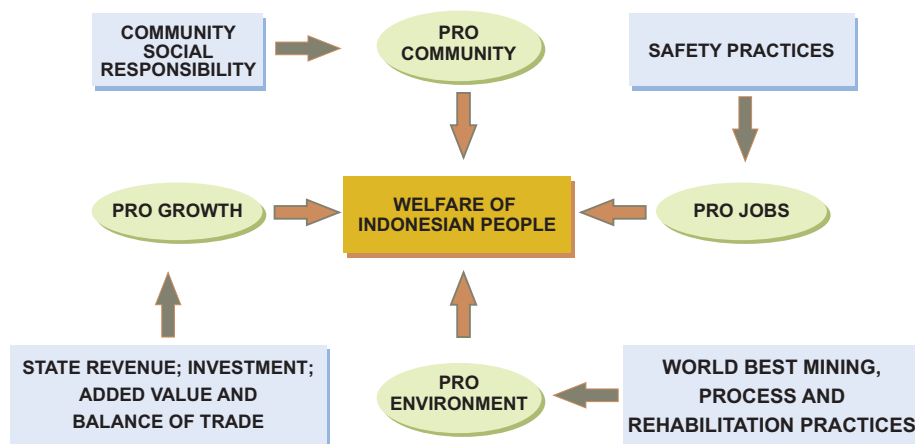 COMMUNITY
SOCIAL
RESPONSIBILITY
PRO
COMMUNITY
SAFETY PRACTICES
PRO GROWTH
WELFARE OF
INDONESIAN PEOPLE
PRO JOBS
STATE REVENUE; INVESTMENT;
ADDED VALUE AND
BALANCE OF TRADE
PRO
ENVIRONMENT
WORLD BEST MINING,
PROCESS AND
REHABILITATION PRACTICES